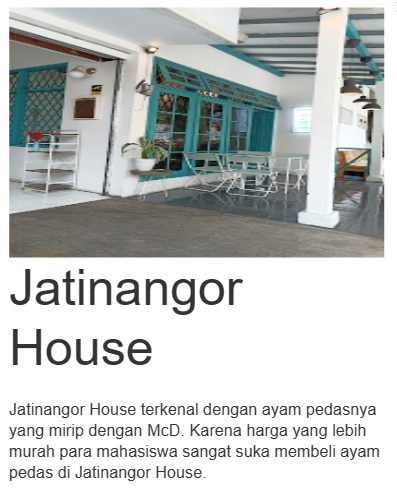 Jatinangor
House
Jatinangor House terkenal dengan ayam pedasnya
yang mirip dengan McD. Karena harga yang lebih
murah para mahasiswa sangat suka membeli ayam
pedas di Jatinangor House.